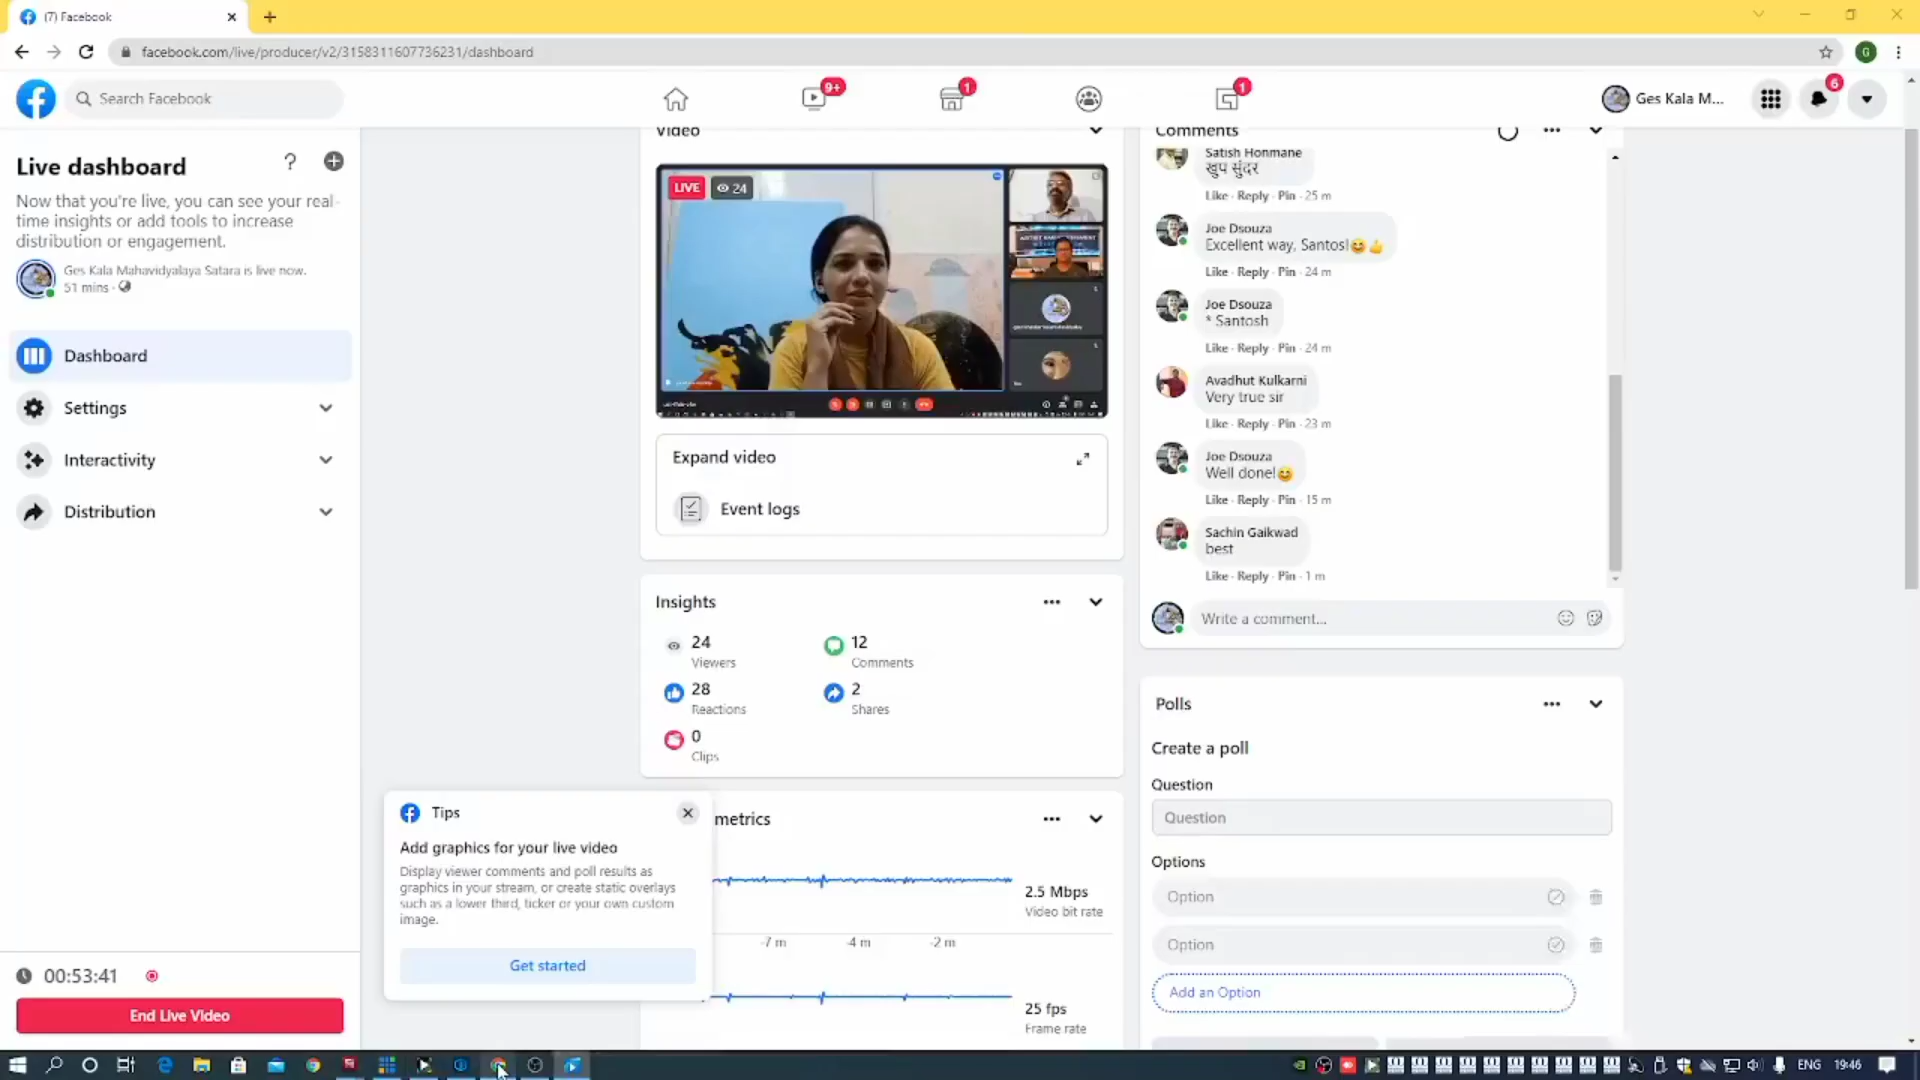 (7) Facebook
facebook.com/live/producer/v2/3158311607736231/dashboard
G
Search Facebook
9+
1
1
Ges Kala M...
6
Live dashboard
?
Now that you're live, you can see your real-
time insights or add tools to increase
distribution or engagement.
Ges Kala Mahavidyalaya Satara is live now.
51 mins ·
Dashboard
Settings
Interactivity
Distribution
00:53:41
End Live Video
Video
LIVE
24
Expand video
Event logs
Insights
24
Viewers
12
Comments
28
Reactions
2
Shares
0
Clips
Tips
Add graphics for your live video
Display viewer comments and poll results as
graphics in your stream, or create static overlays
such as a lower third, ticker or your own custom
image.
Get started
metrics
2.5 Mbps
Video bit rate
-7 m
-4 m
-2 m
25 fps
Frame rate
Comments
Satish Honmane
खुप सुंदर
Like · Reply · Pin · 25 m
Joe Dsouza
Excellent way, Santos!😄👍
Like · Reply · Pin · 24 m
Joe Dsouza
* Santosh
Like · Reply · Pin · 24 m
Avadhut Kulkarni
Very true sir
Like · Reply · Pin · 23 m
Joe Dsouza
Well done!😊
Like · Reply · Pin · 15 m
Sachin Gaikwad
best
Like · Reply · Pin · 1 m
Write a comment...
Polls
Create a poll
Question
Question
Options
Option
Option
Add an Option
ENG
19:46